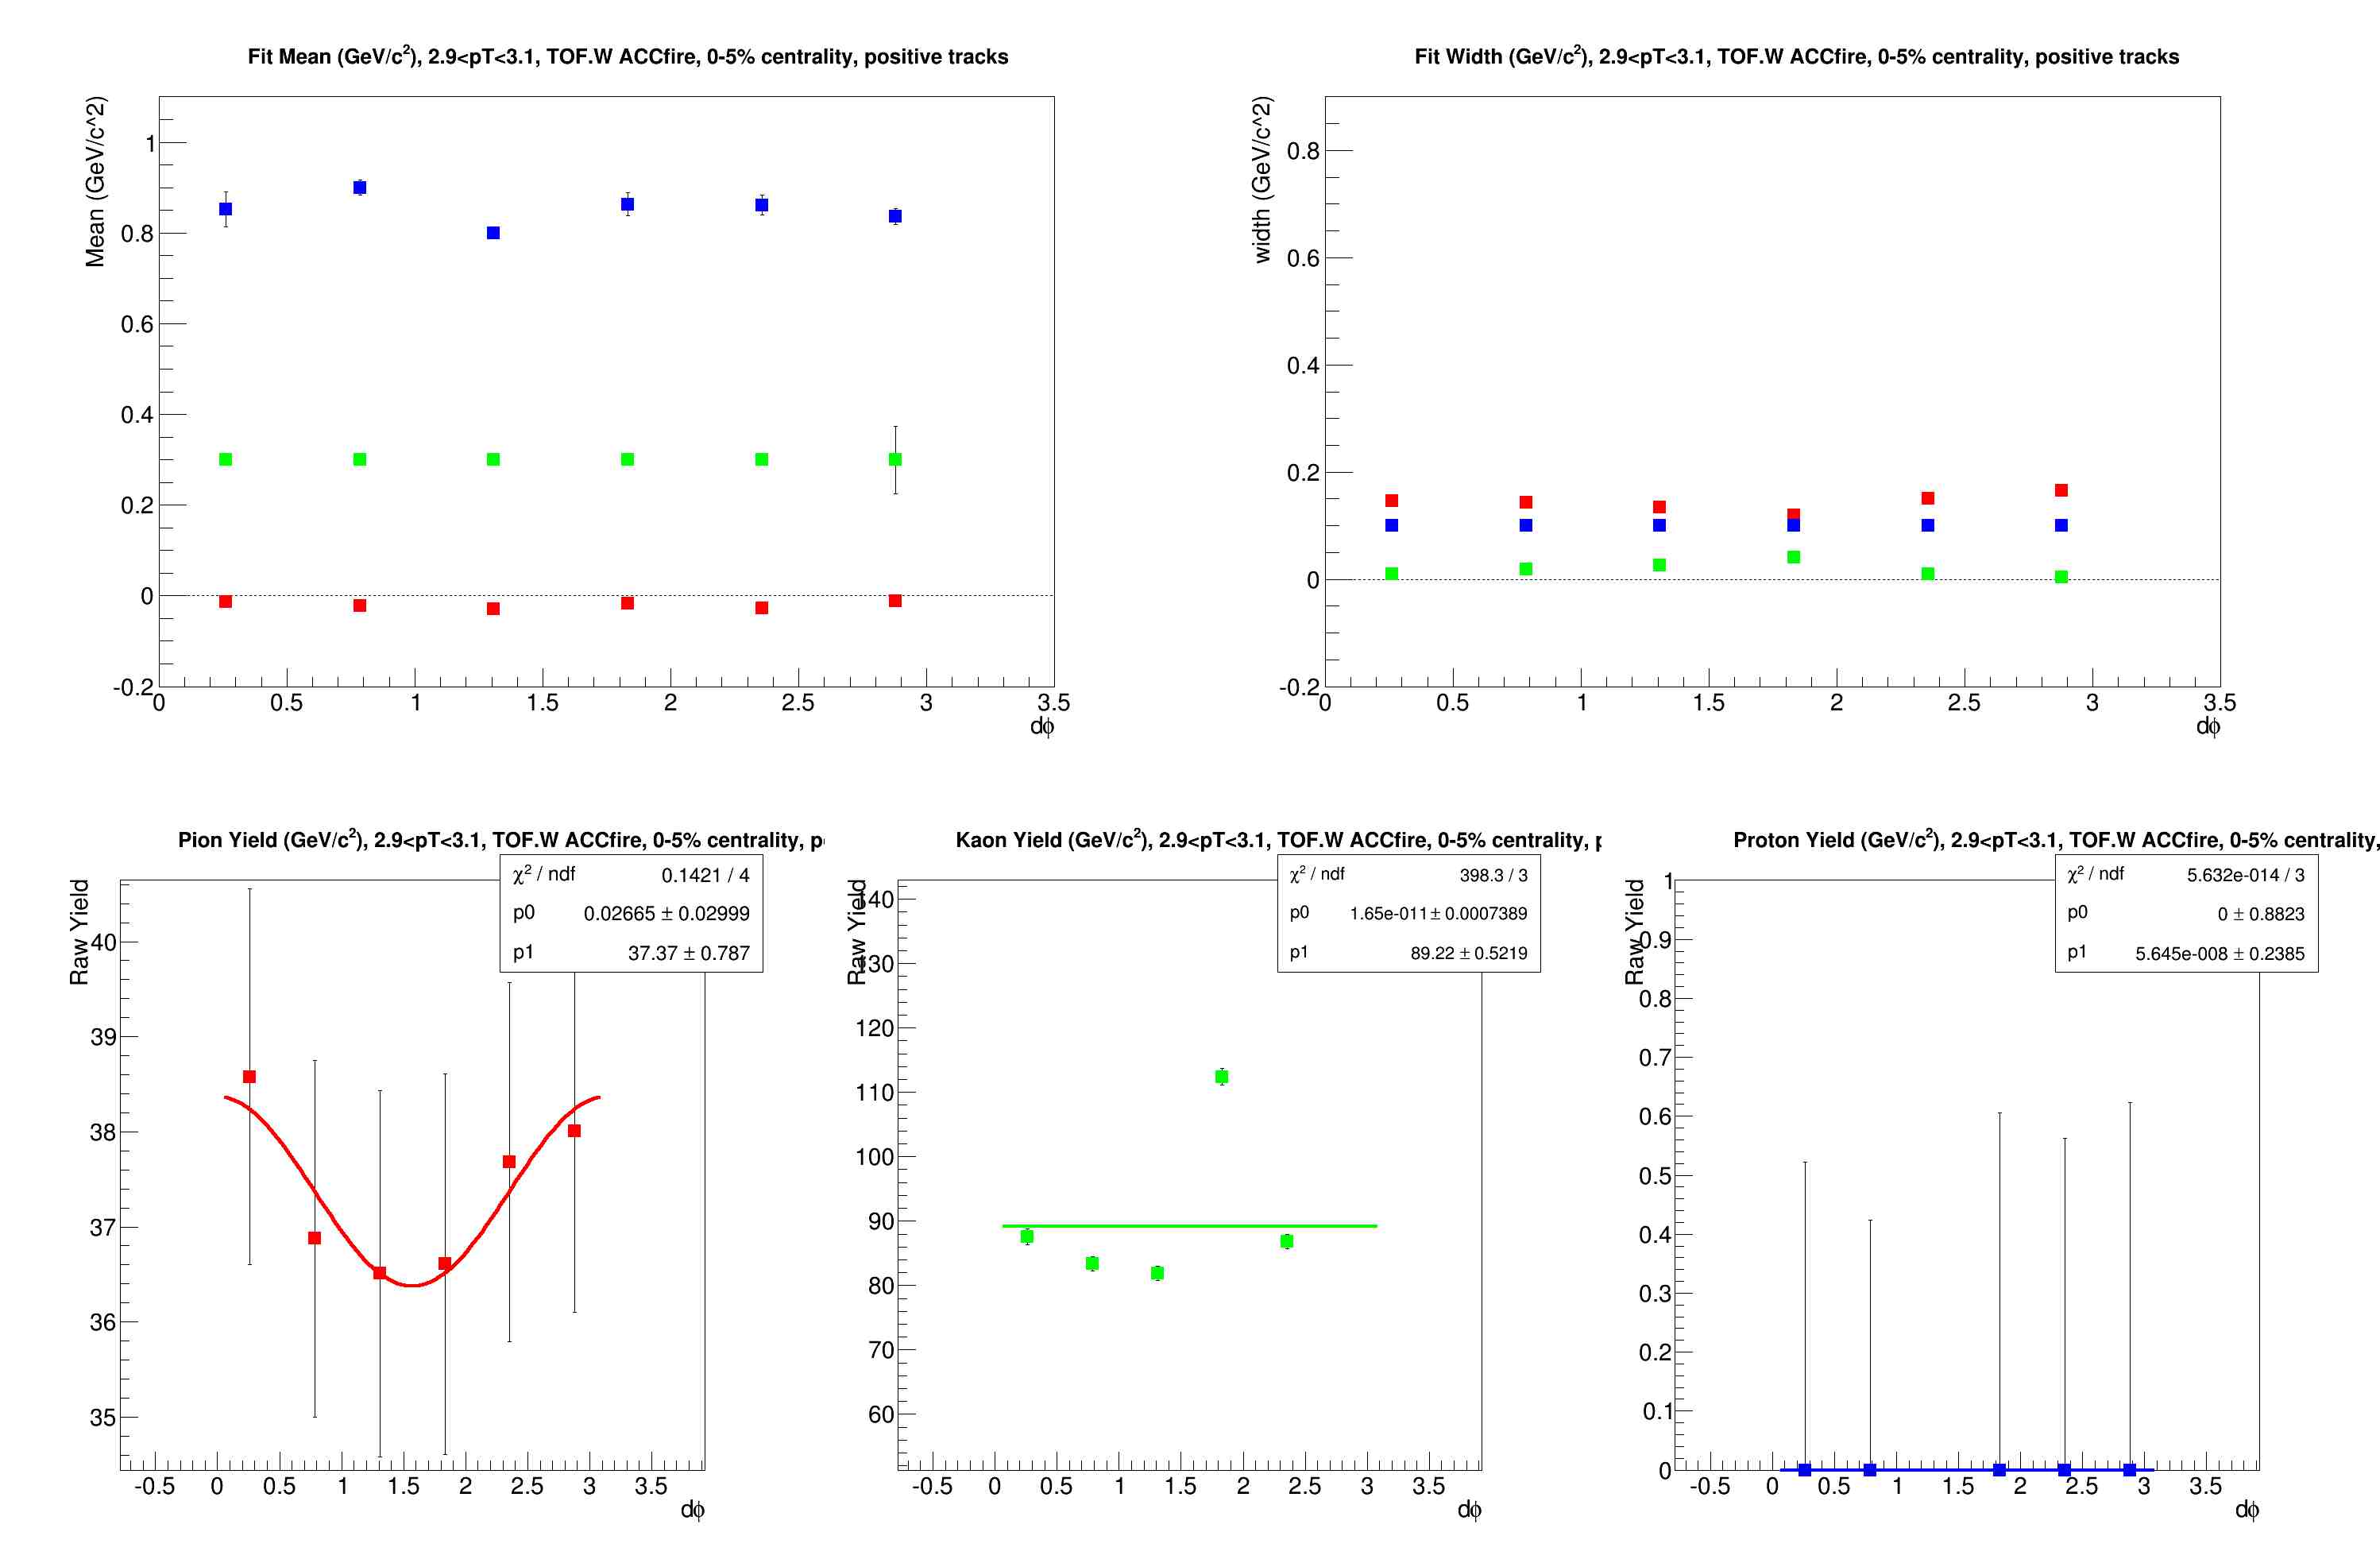 Fit Mean (GeV/c²), 2.9<pT<3.1, TOF.W ACCfire, 0-5% centrality, positive tracks
Mean (GeV/c^2)
1
0.8
0.6
0.4
0.2
0
-0.2
0 0.5 1 1.5 2 2.5 3 3.5
dϕ
Fit Width (GeV/c²), 2.9<pT<3.1, TOF.W ACCfire, 0-5% centrality, positive tracks
width (GeV/c^2)
0.8
0.6
0.4
0.2
0
-0.2
0 0.5 1 1.5 2 2.5 3 3.5
dϕ
Pion Yield (GeV/c²), 2.9<pT<3.1, TOF.W ACCfire, 0-5% centrality, p
χ² / ndf 0.1421 / 4
p0 0.02665 ± 0.02999
p1 37.37 ± 0.787
Raw Yield
40
39
38
37
36
35
-0.5 0 0.5 1 1.5 2 2.5 3 3.5
dϕ
Kaon Yield (GeV/c²), 2.9<pT<3.1, TOF.W ACCfire, 0-5% centrality, p
χ² / ndf 398.3 / 3
p0 1.65e-011 ± 0.0007389
p1 89.22 ± 0.5219
Raw Yield
140
130
120
110
100
90
80
70
60
-0.5 0 0.5 1 1.5 2 2.5 3 3.5
dϕ
Proton Yield (GeV/c²), 2.9<pT<3.1, TOF.W ACCfire, 0-5% centrality,
χ² / ndf 5.632e-014 / 3
p0 0 ± 0.8823
p1 5.645e-008 ± 0.2385
Raw Yield
1
0.9
0.8
0.7
0.6
0.5
0.4
0.3
0.2
0.1
0
-0.5 0 0.5 1 1.5 2 2.5 3 3.5
dϕ